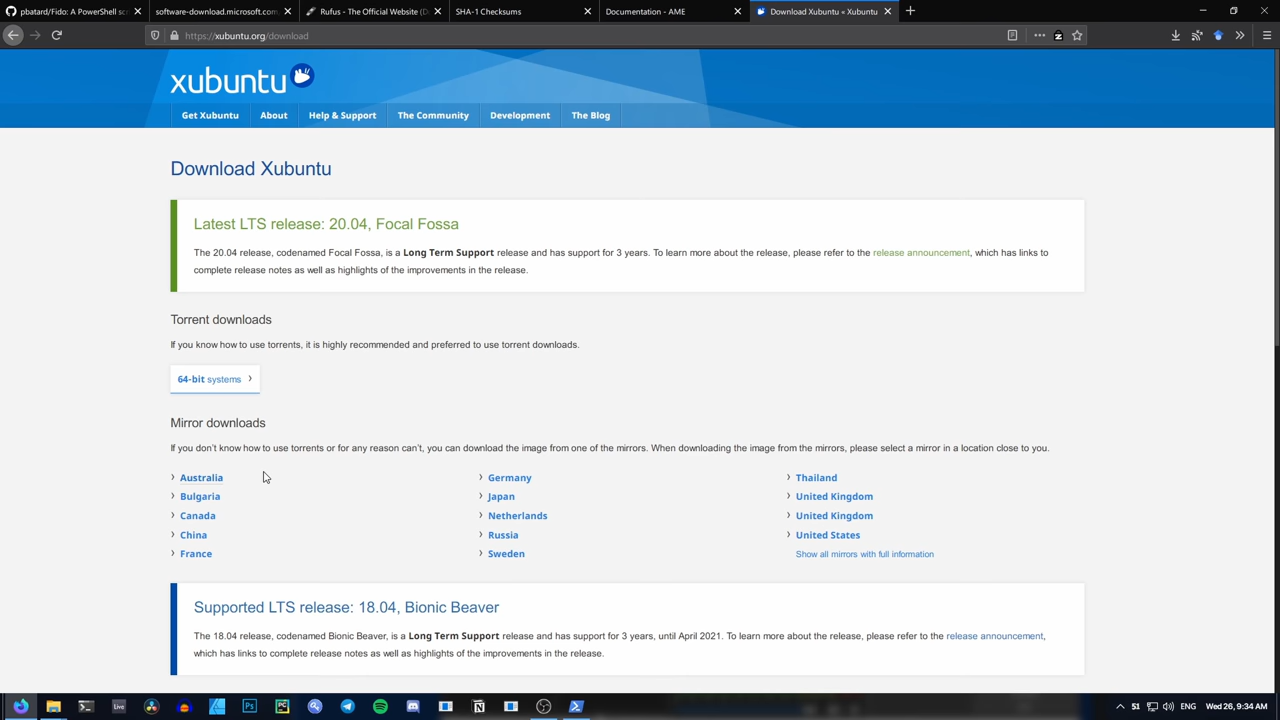 pbatard/Fido: A PowerShell scr
software-download.microsoft.com
Rufus - The Official Website (D
SHA-1 Checksums
Documentation - AME
Download Xubuntu « Xubuntu
https://xubuntu.org/download
xubuntu
Get Xubuntu
About
Help & Support
The Community
Development
The Blog
Download Xubuntu
Latest LTS release: 20.04, Focal Fossa
The 20.04 release, codenamed Focal Fossa, is a Long Term Support release and has support for 3 years. To learn more about the release, please refer to the release announcement, which has links to
complete release notes as well as highlights of the improvements in the release.
Torrent downloads
If you know how to use torrents, it is highly recommended and preferred to use torrent downloads.
64-bit systems
Mirror downloads
If you don't know how to use torrents or for any reason can't, you can download the image from one of the mirrors. When downloading the image from the mirrors, please select a mirror in a location close to you.
Australia
Bulgaria
Canada
China
France
Germany
Japan
Netherlands
Russia
Sweden
Thailand
United Kingdom
United Kingdom
United States
Show all mirrors with full information
Supported LTS release: 18.04, Bionic Beaver
The 18.04 release, codenamed Bionic Beaver, is a Long Term Support release and has support for 3 years, until April 2021. To learn more about the release, please refer to the release announcement,
which has links to complete release notes as well as highlights of the improvements in the release.
Live
Ps
PC
51
ENG
Wed 26, 9:34 AM